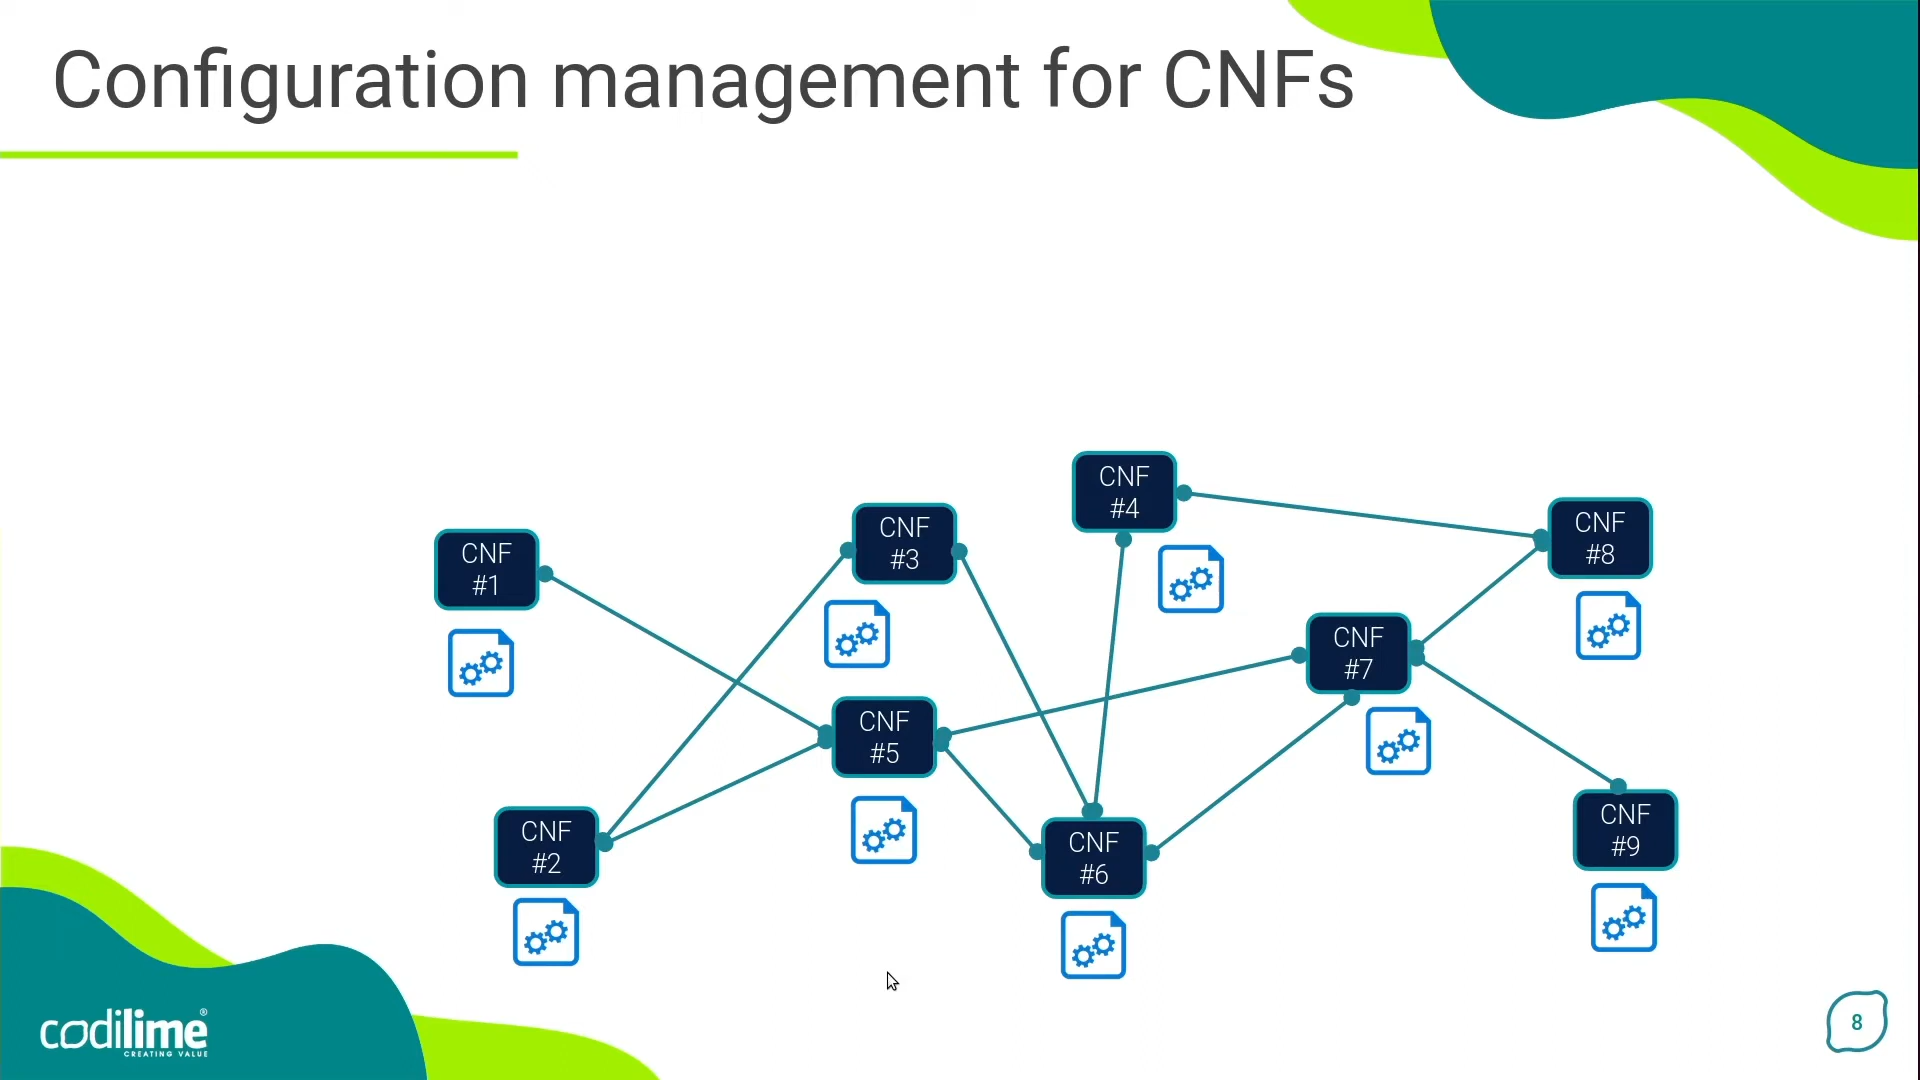 Configuration management for CNFs
CNF
#1
CNF
#2
CNF
#3
CNF
#4
CNF
#5
CNF
#6
CNF
#7
CNF
#8
CNF
#9
codilime®
CREATING VALUE
8